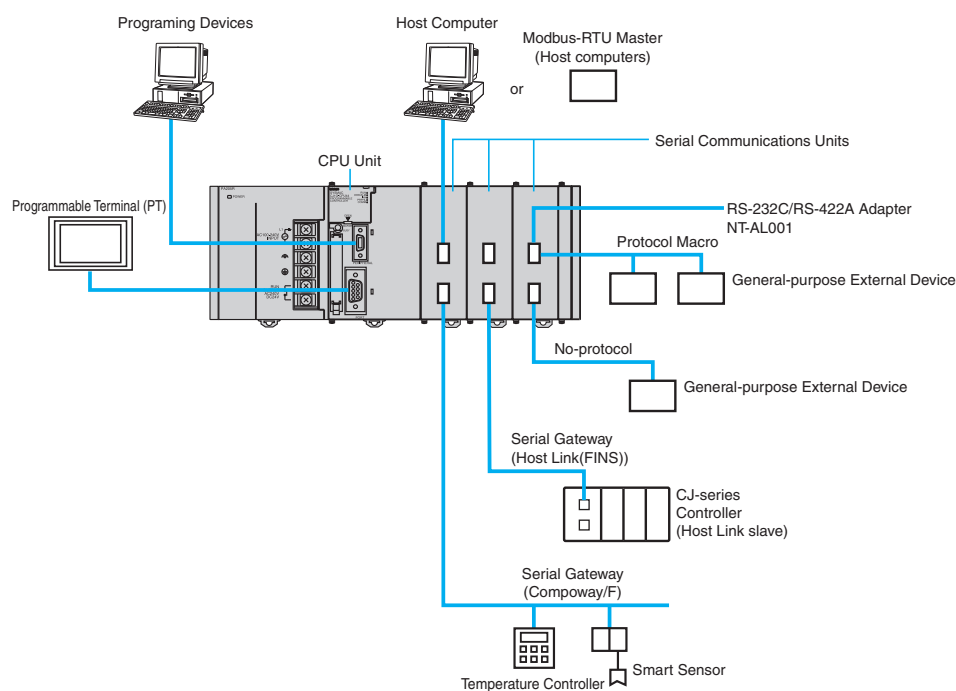 Programing Devices
Host Computer
Modbus-RTU Master
(Host computers)
or
Serial Communications Units
CPU Unit
Programmable Terminal (PT)
POWER
RS-232C/RS-422A Adapter
NT-AL001
Protocol Macro
General-purpose External Device
No-protocol
General-purpose External Device
Serial Gateway
(Host Link(FINS))
CJ-series
Controller
(Host Link slave)
Serial Gateway
(Compoway/F)
Smart Sensor
Temperature Controller